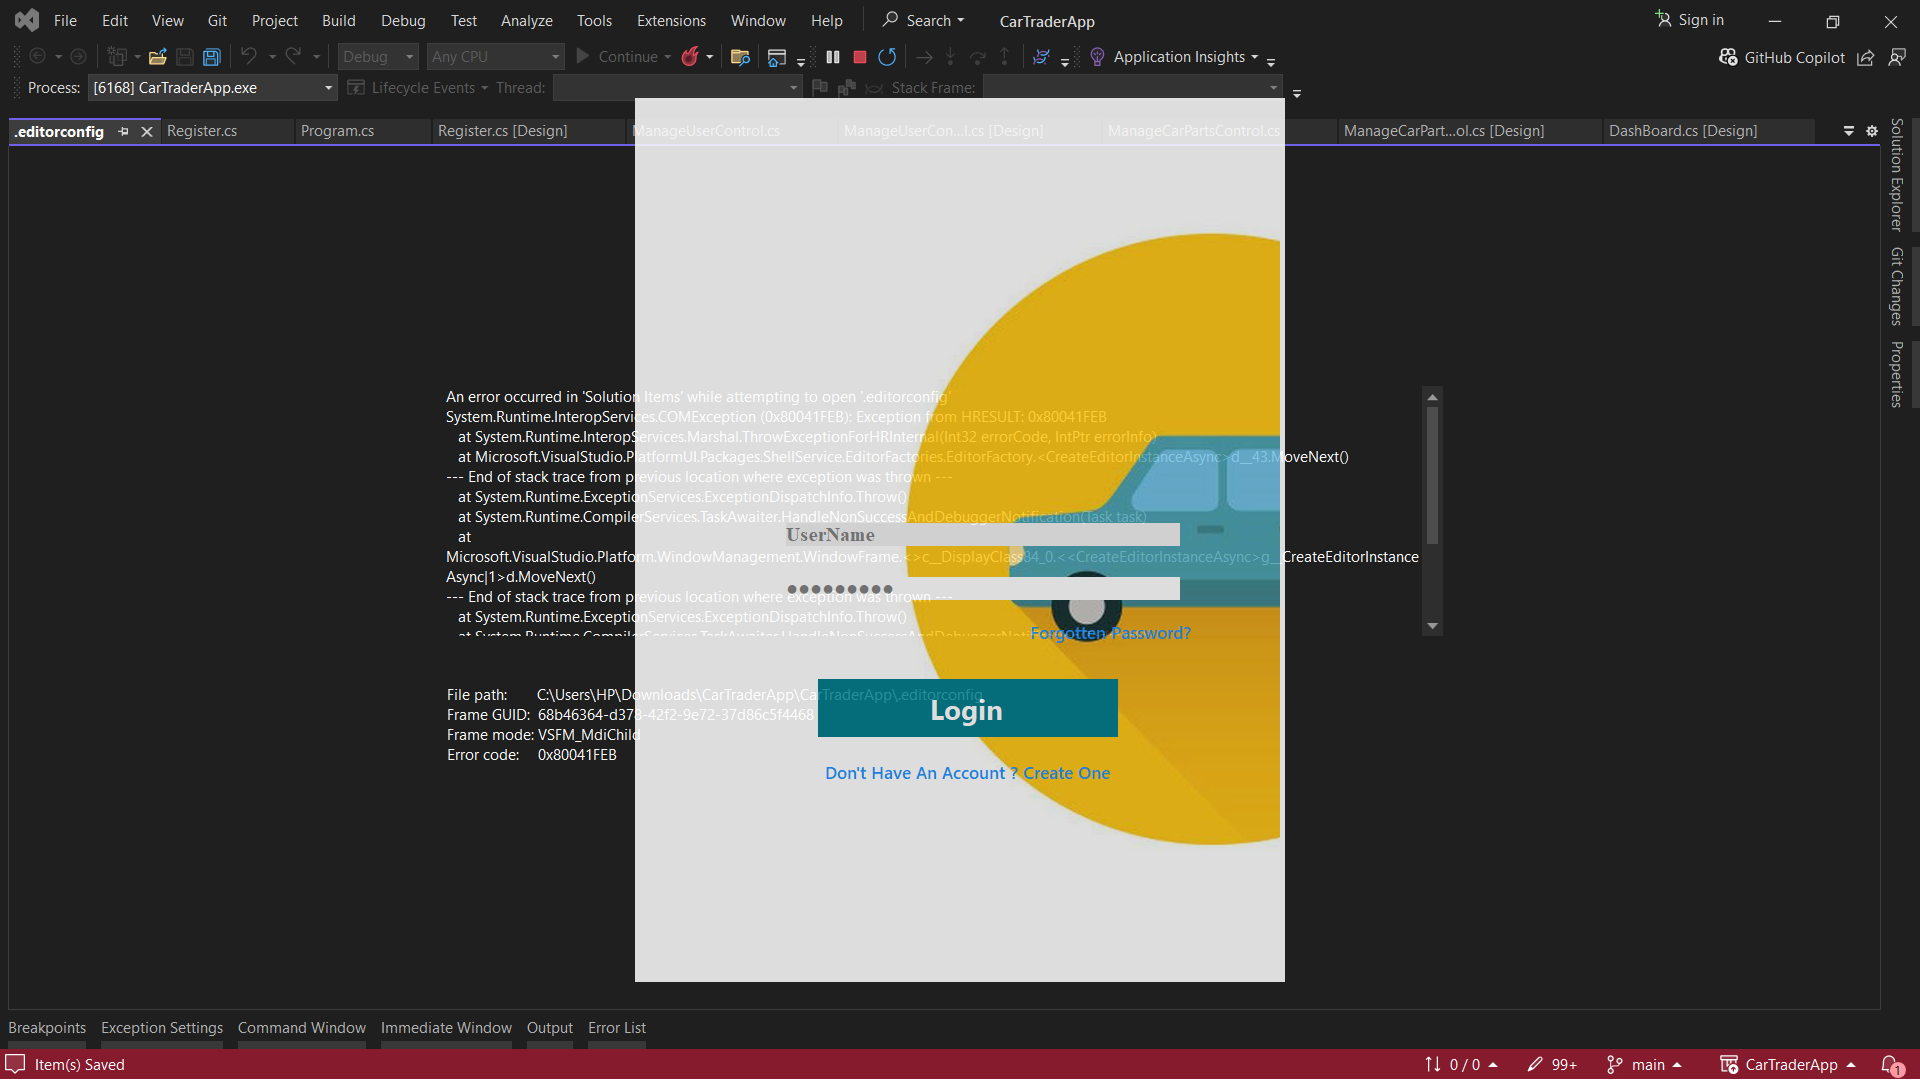 File Edit View Git Project Build Debug Test Analyze Tools Extensions Window Help Search CarTraderApp Sign in
Debug Any CPU Continue Application Insights GitHub Copilot
Process: [6168] CarTraderApp.exe Lifecycle Events Thread: Stack Frame:
.editorconfig Register.cs Program.cs Register.cs [Design] ManageUserControl.cs ManageUserCon...l.cs [Design] ManageCarPartsControl.cs ManageCarPart...ol.cs [Design] DashBoard.cs [Design]
Solution Explorer
Git Changes
Properties
An error occurred in 'Solution Items' while attempting to open '.editorconfig'
System.Runtime.InteropServices.COMException (0x80041FEB): Exception from HRESULT: 0x80041FEB
at System.Runtime.InteropServices.Marshal.ThrowExceptionForHRInternal(Int32 errorCode, IntPtr errorInfo)
at Microsoft.VisualStudio.PlatformUI.Packages.ShellService.EditorFactories.EditorFactory.<CreateEditorInstanceAsync>d__43.MoveNext()
--- End of stack trace from previous location where exception was thrown ---
at System.Runtime.ExceptionServices.ExceptionDispatchInfo.Throw()
at System.Runtime.CompilerServices.TaskAwaiter.HandleNonSuccessAndDebuggerNotification(Task task)
at
Microsoft.VisualStudio.Platform.WindowManagement.WindowFrame.<>c__DisplayClass84_0.<<CreateEditorInstanceAsync>g__CreateEditorInstance
Async|1>d.MoveNext()
--- End of stack trace from previous location where exception was thrown ---
at System.Runtime.ExceptionServices.ExceptionDispatchInfo.Throw()
at System.Runtime.CompilerServices.TaskAwaiter.HandleNonSuccessAndDebuggerNo
UserName
Forgotten Password?
Login
Don't Have An Account ? Create One
File path: C:\Users\HP\Downloads\CarTraderApp\CarTraderApp\.editorconfig
Frame GUID: 68b46364-d378-42f2-9e72-37d86c5f4468
Frame mode: VSFM_MdiChild
Error code: 0x80041FEB
Breakpoints Exception Settings Command Window Immediate Window Output Error List
Item(s) Saved 0 / 0 99+ main CarTraderApp 1